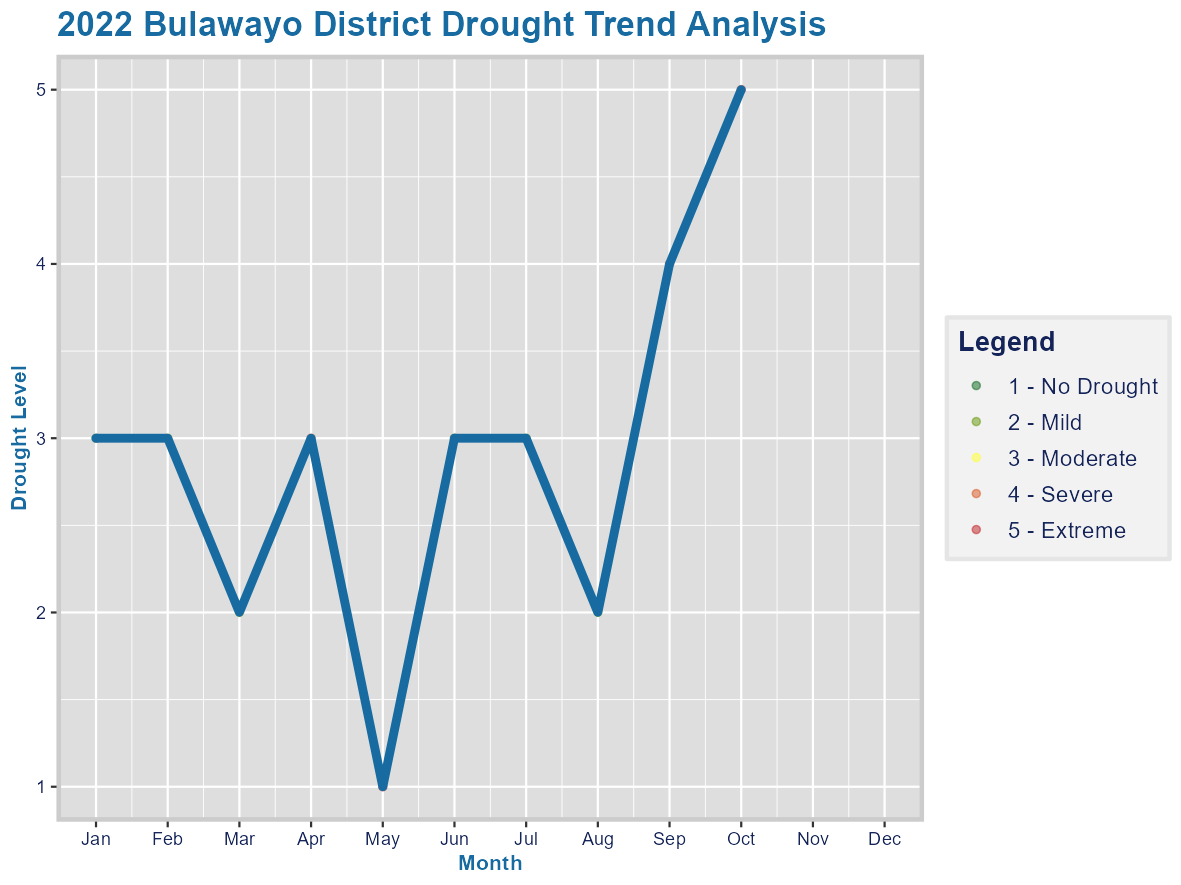 2022 Bulawayo District Drought Trend Analysis
Drought Level
5
4
3
2
1
Jan Feb Mar Apr May Jun Jul Aug Sep Oct Nov Dec
Month
Legend
1 - No Drought
2 - Mild
3 - Moderate
4 - Severe
5 - Extreme